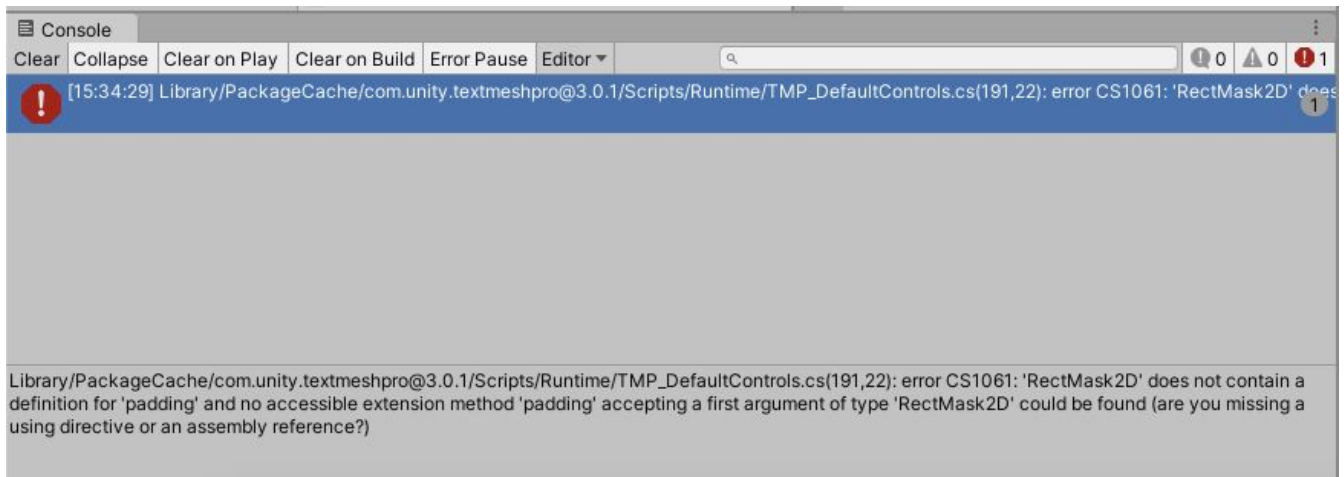 Console
Clear Collapse Clear on Play Clear on Build Error Pause Editor 0 0 1
[15:34:29] Library/PackageCache/com.unity.textmeshpro@3.0.1/Scripts/Runtime/TMP_DefaultControls.cs(191,22): error CS1061: 'RectMask2D' does
1
Library/PackageCache/com.unity.textmeshpro@3.0.1/Scripts/Runtime/TMP_DefaultControls.cs(191,22): error CS1061: 'RectMask2D' does not contain a
definition for 'padding' and no accessible extension method 'padding' accepting a first argument of type 'RectMask2D' could be found (are you missing a
using directive or an assembly reference?)